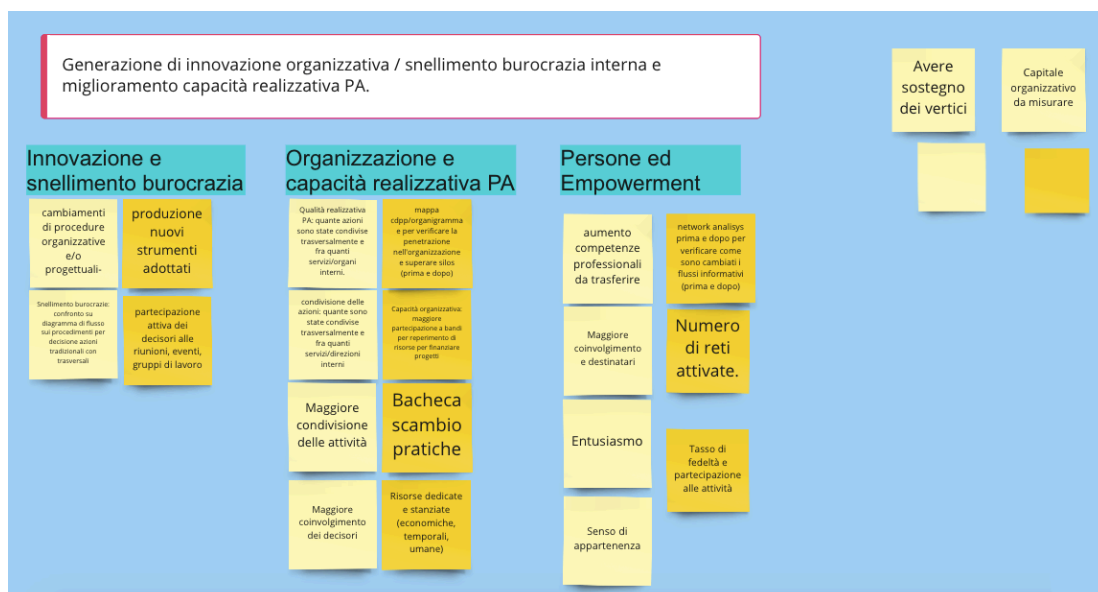 Generazione di innovazione organizzativa / snellimento burocrazia interna e
miglioramento capacità realizzativa PA.
Avere
sostegno
dei vertici
Capitale
organizzativo
da misurare
Innovazione e
snellimento burocrazia
cambiamenti
di procedure
organizzative
e/o
progettuali-
produzione
nuovi
strumenti
adottati
Snellimento burocrazie:
confronto su
diagramma di flusso
sui procedimenti per
decisione azioni
tradizionali con
trasversali
partecipazione
attiva dei
decisori alle
riunioni, eventi,
gruppi di lavoro
Organizzazione e
capacità realizzativa PA
Qualità realizzativa
PA: quante azioni
sono state condivise
trasversalmente e
fra quanti
servizi/organi
interni.
mappa
cdpp/organigramma
e per verificare la
penetrazione
nell'organizzazione
e superare silos
(prima e dopo)
condivisione delle
azioni: quante sono
state condivise
trasversalmente e
fra quanti
servizi/direzioni
interni
Capacità organizzativa:
maggiore
partecipazione a bandi
per reperimento di
risorse per finanziare
progetti
Maggiore
condivisione
delle attività
Bacheca
scambio
pratiche
Maggiore
coinvolgimento
dei decisori
Risorse dedicate
e stanziate
(economiche,
temporali,
umane)
Persone ed
Empowerment
aumento
competenze
professionali
da trasferire
network analisys
prima e dopo per
verificare come
sono cambiati i
flussi informativi
(prima e dopo)
Maggiore
coinvolgimento
e destinatari
Numero
di reti
attivate.
Entusiasmo
Tasso di
fedeltà e
partecipazione
alle attività
Senso di
appartenenza